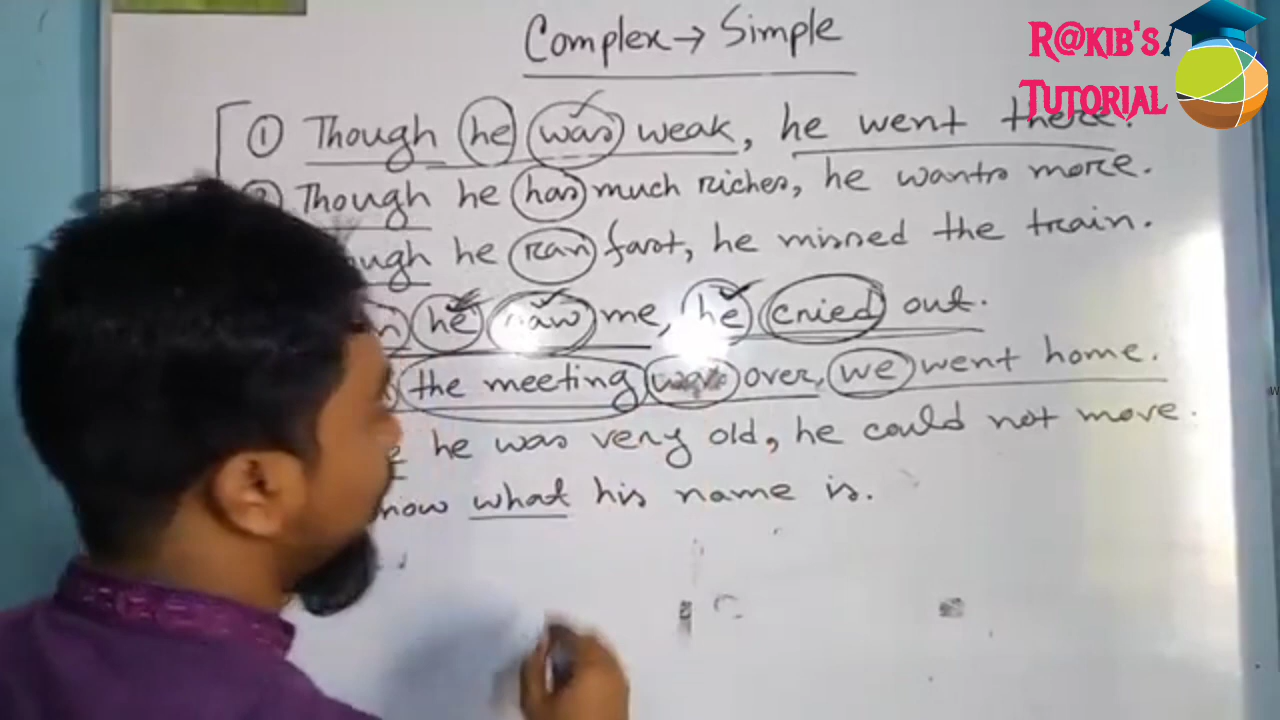 Complex → Simple
R@KIB'S
TUTORIAL
① Though he was weak, he went there.
② Though he has much riches, he wants more.
he ran fast, he missed the train.
he saw me, he cried out.
the meeting was over, we went home.
he was very old, he could not move.
what his name is.